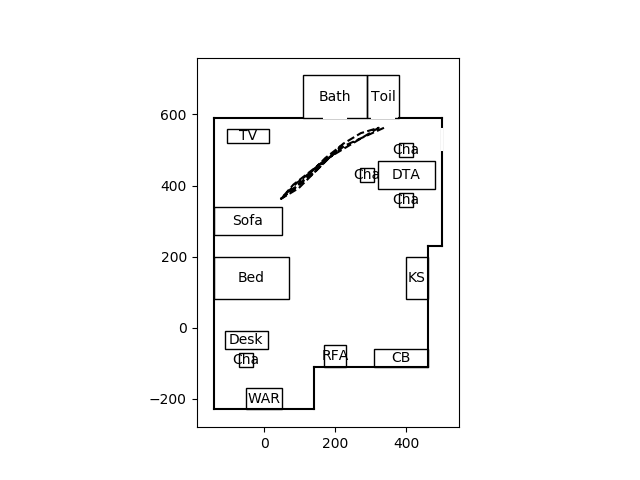 Bath Toil
600
TV
Cha
400
Cha DTA
Cha
Sofa
200
Bed KS
0
Desk
Cha RFA CB
−200
WAR
0 200 400